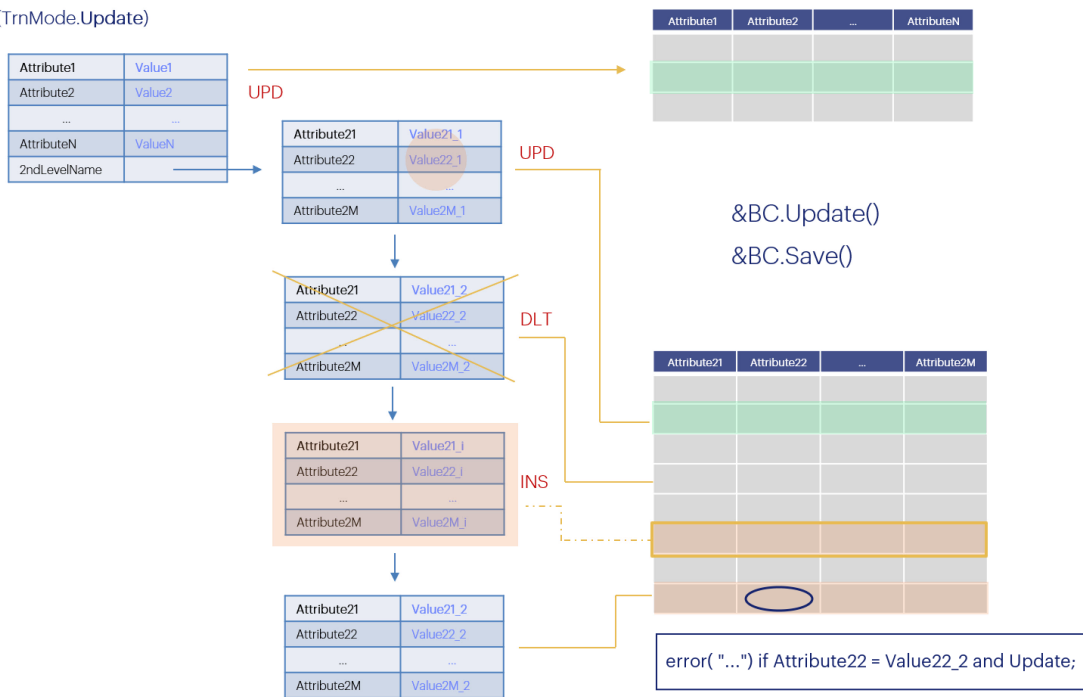 (TrnMode.Update)
Attribute1 Value1
Attribute2 Value2
... ...
AttributeN ValueN
2ndLevelName
UPD
Attribute1 Attribute2 ... AttributeN
Attribute21 Value21_1
Attribute22 Value22_1
... ...
Attribute2M Value2M_1
UPD
&BC.Update()
&BC.Save()
Attribute21 Value21_2
Attribute22 Value22_2
... ...
Attribute2M Value2M_2
DLT
Attribute21 Attribute22 ... Attribute2M
Attribute21 Value21_i
Attribute22 Value22_i
... ...
Attribute2M Value2M_i
INS
Attribute21 Value21_2
Attribute22 Value22_2
... ...
Attribute2M Value2M_2
error( "...") if Attribute22 = Value22_2 and Update;